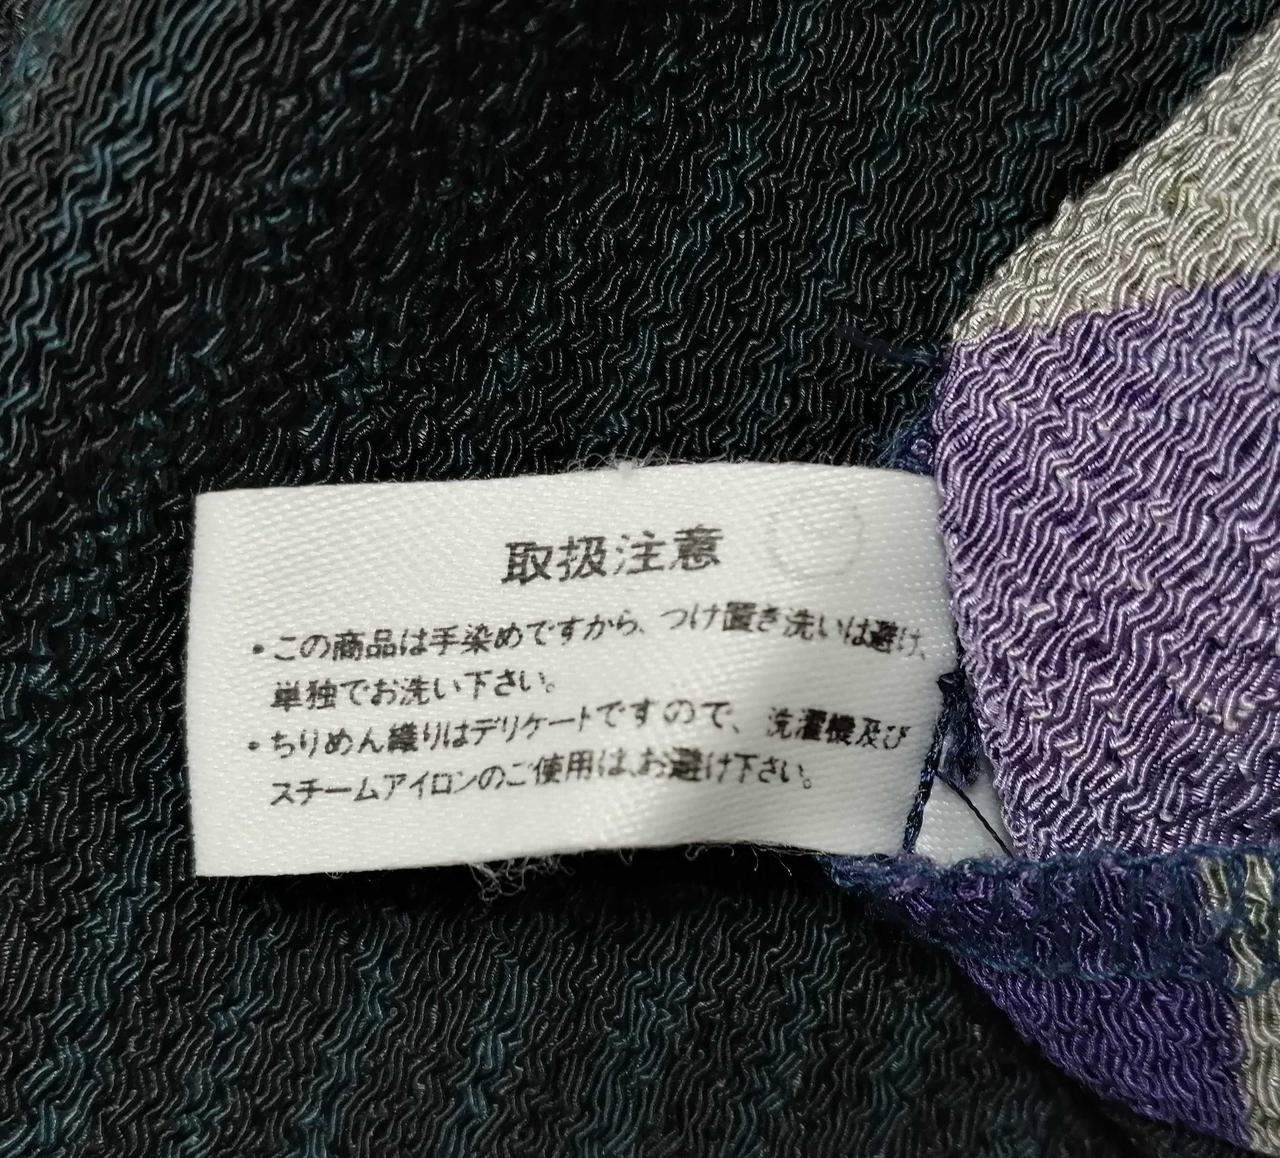 取扱注意
・この商品は手染めですから、つけ置き洗いは避け、
単独でお洗い下さい。
・ちりめん織りはデリケートですので、洗濯機及び
スチームアイロンのご使用は、お避け下さい。